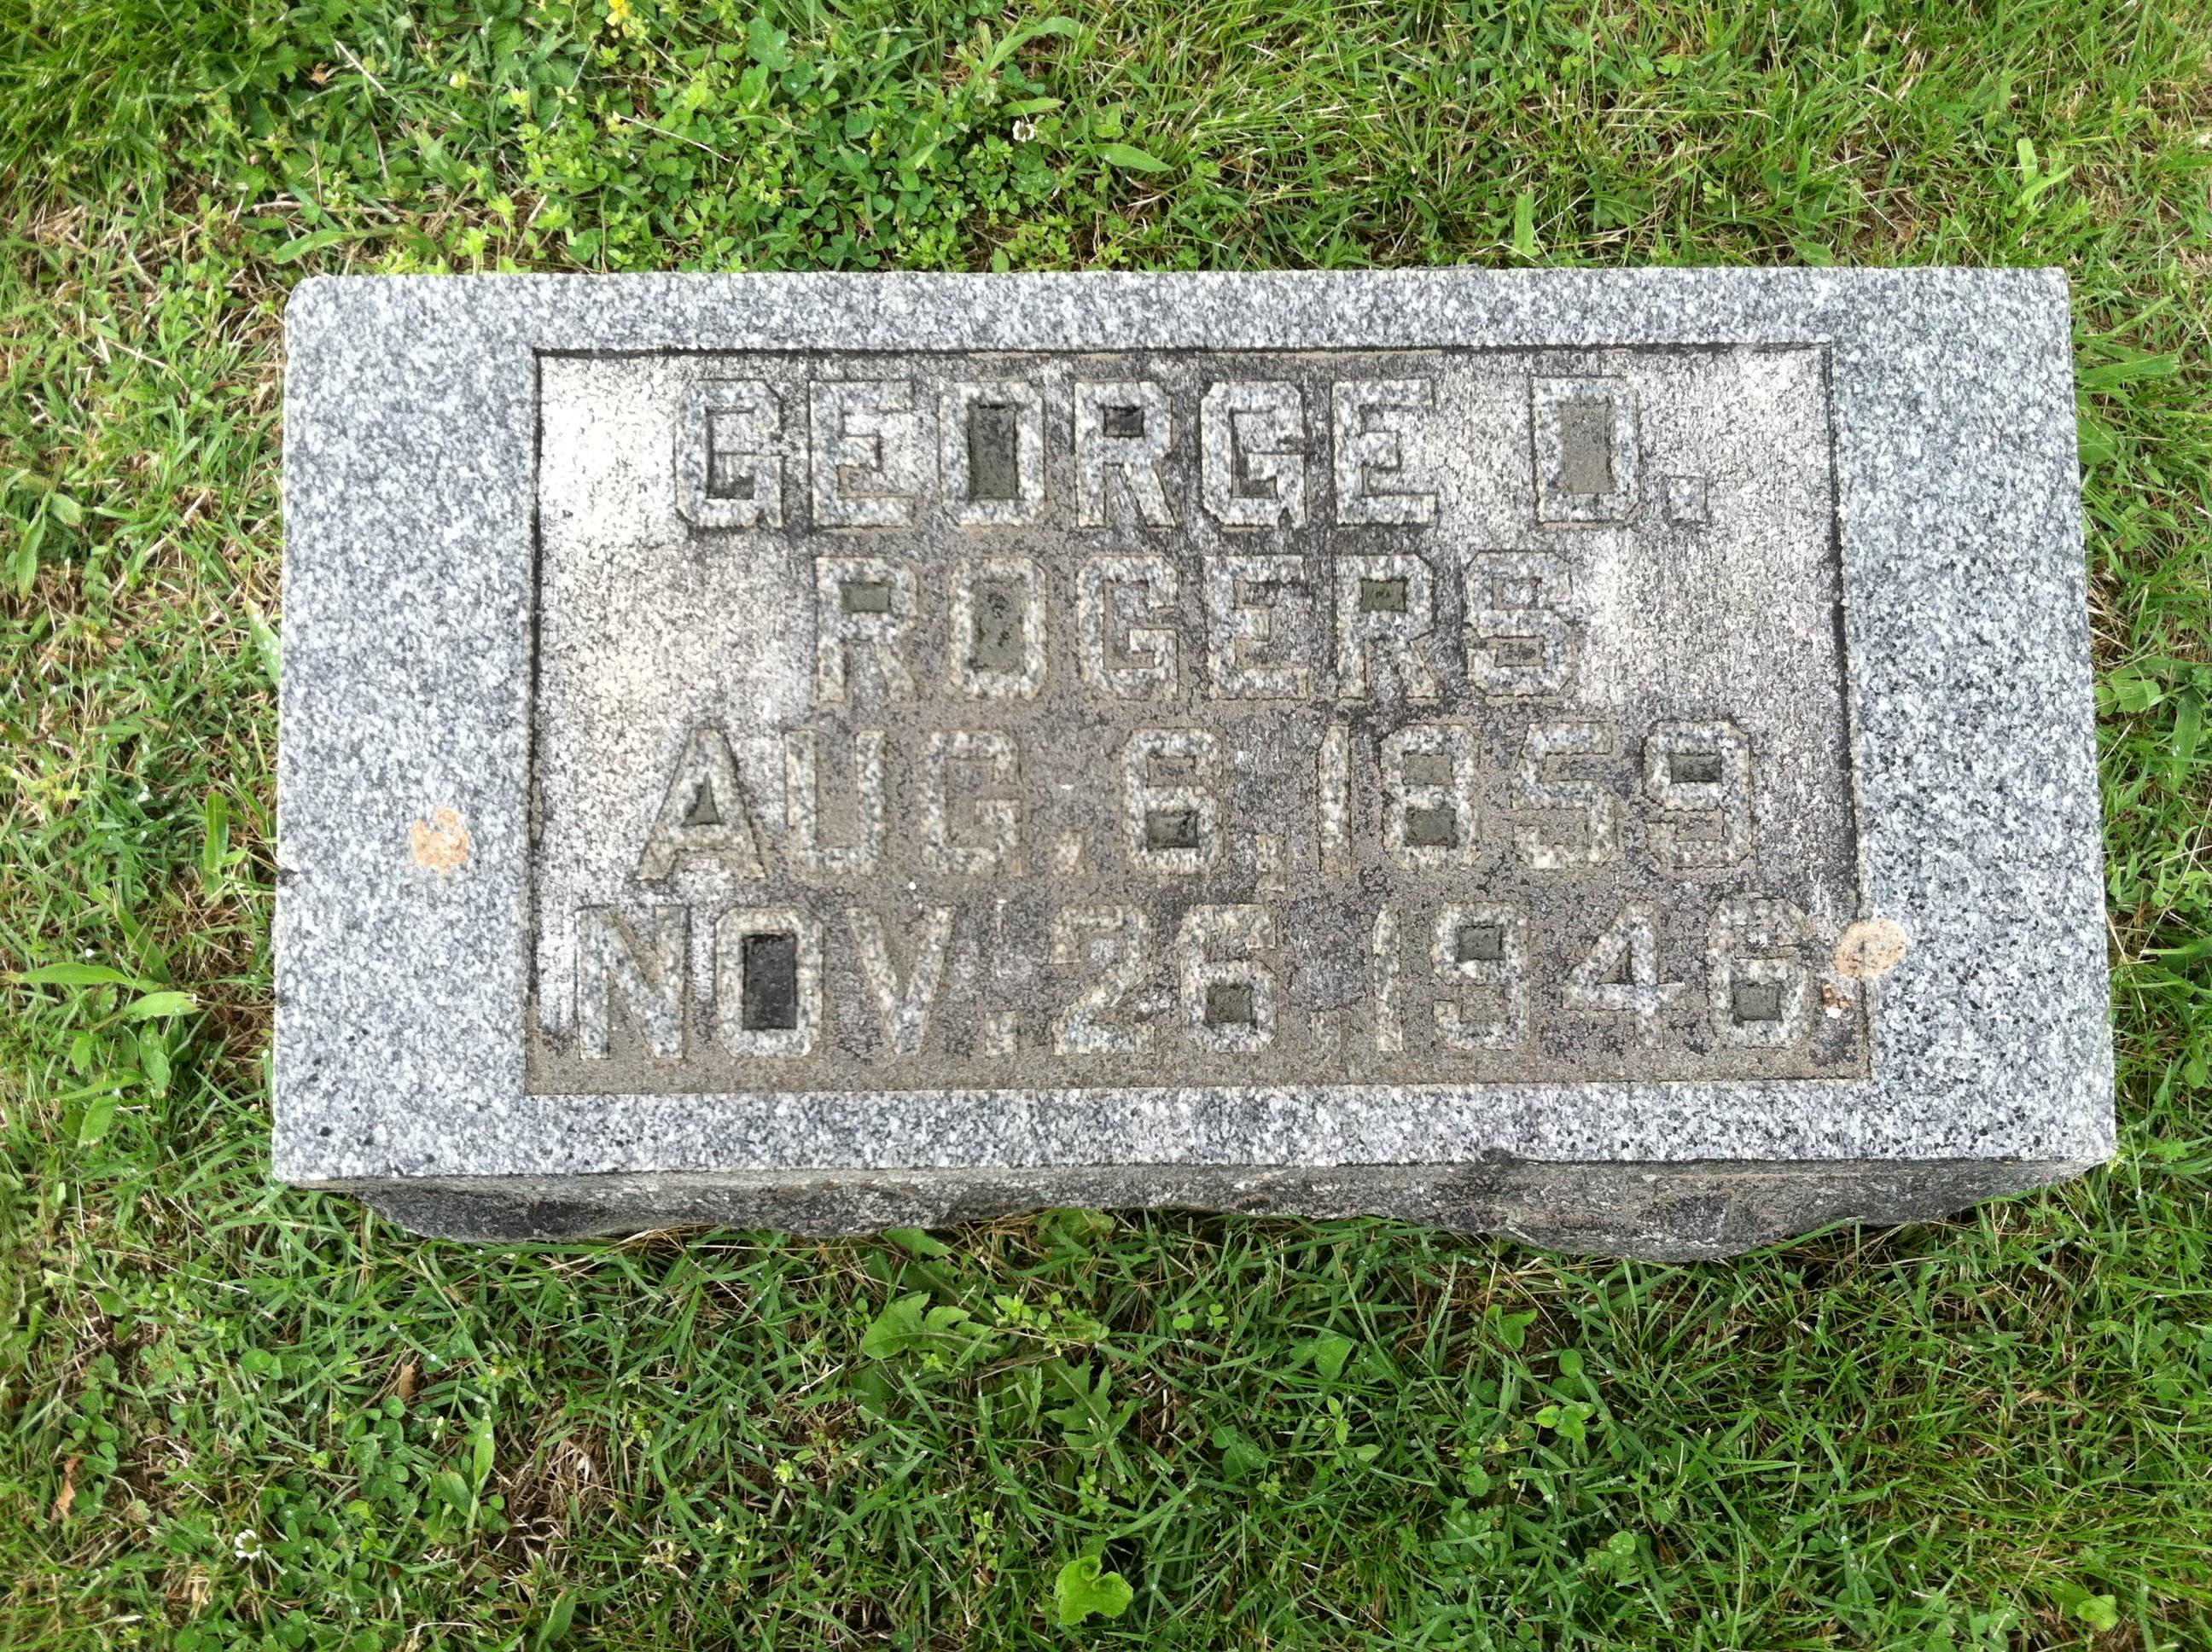 GEORGE D.
ROGERS
AUG. 6, 1859
NOV. 26, 1946